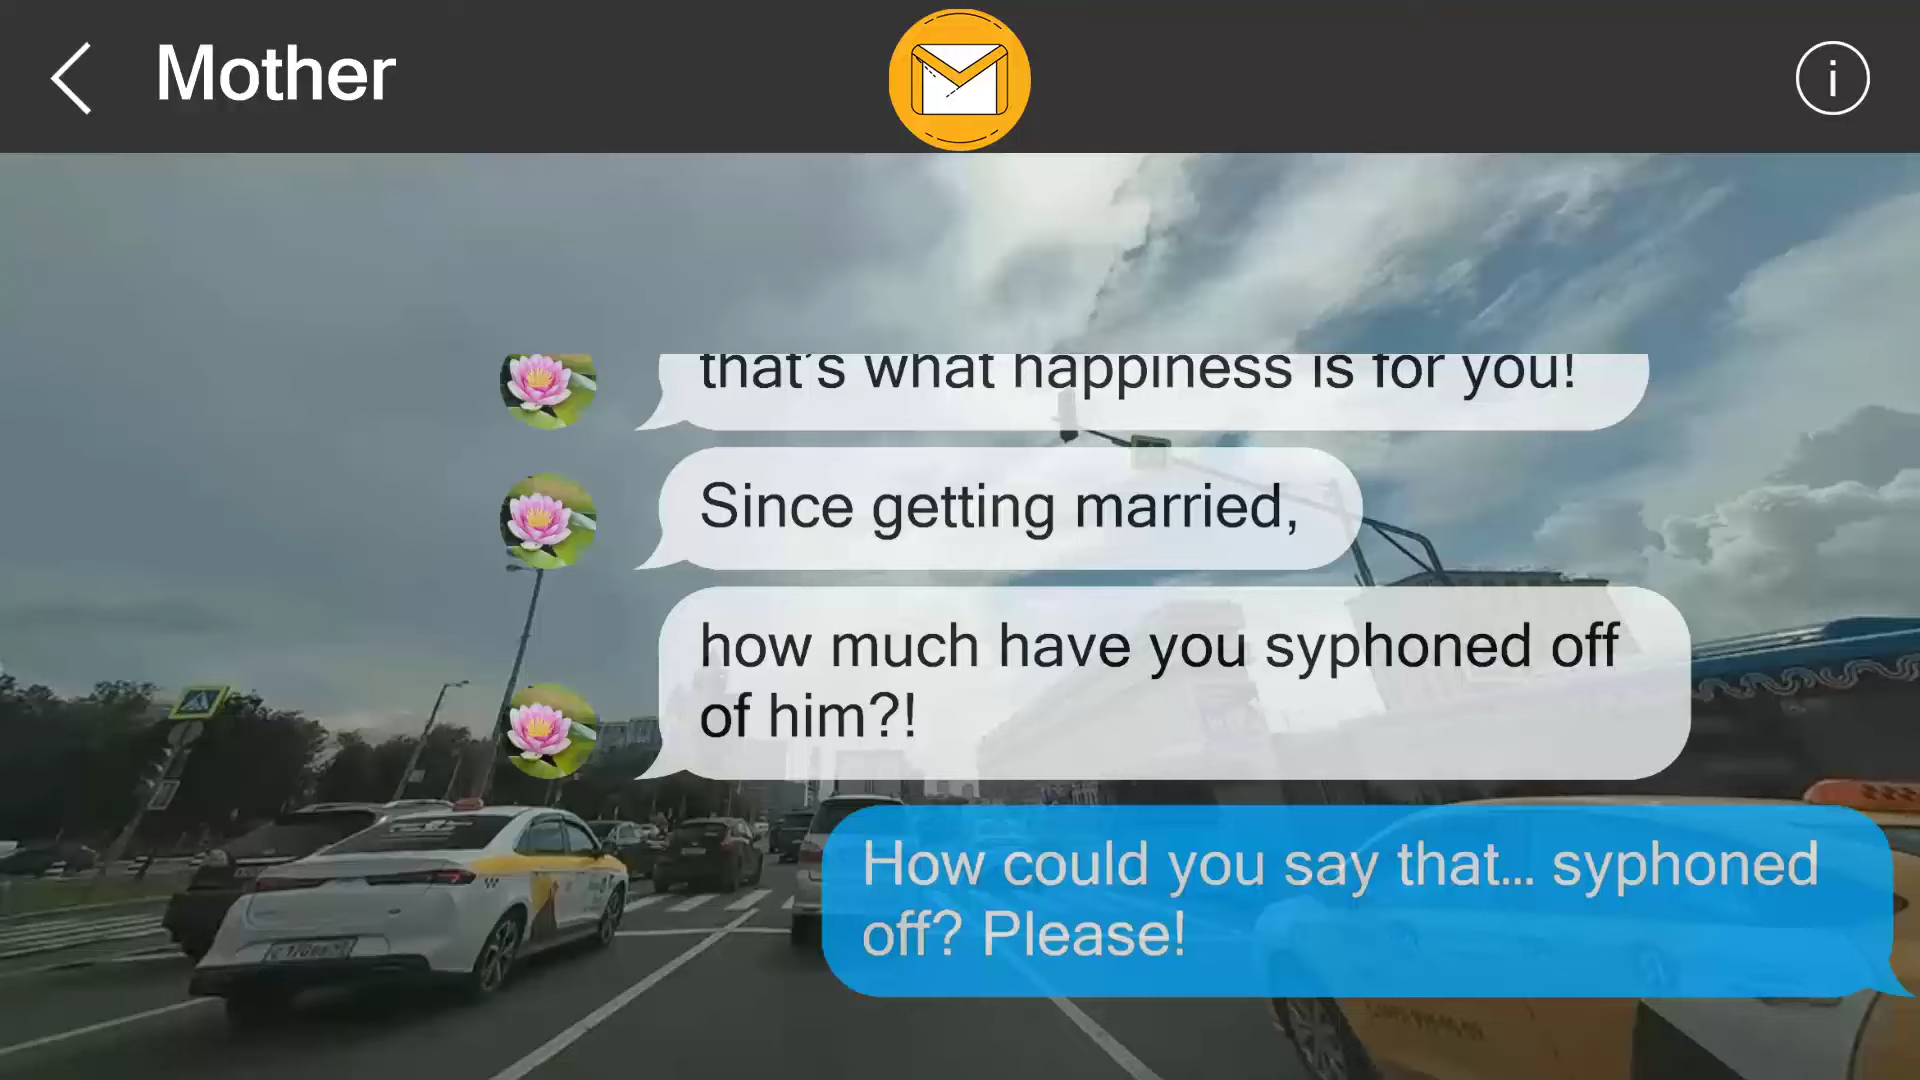 Mother
i
that's what happiness is for you!
Since getting married,
how much have you syphoned off
of him?!
How could you say that... syphoned
off? Please!